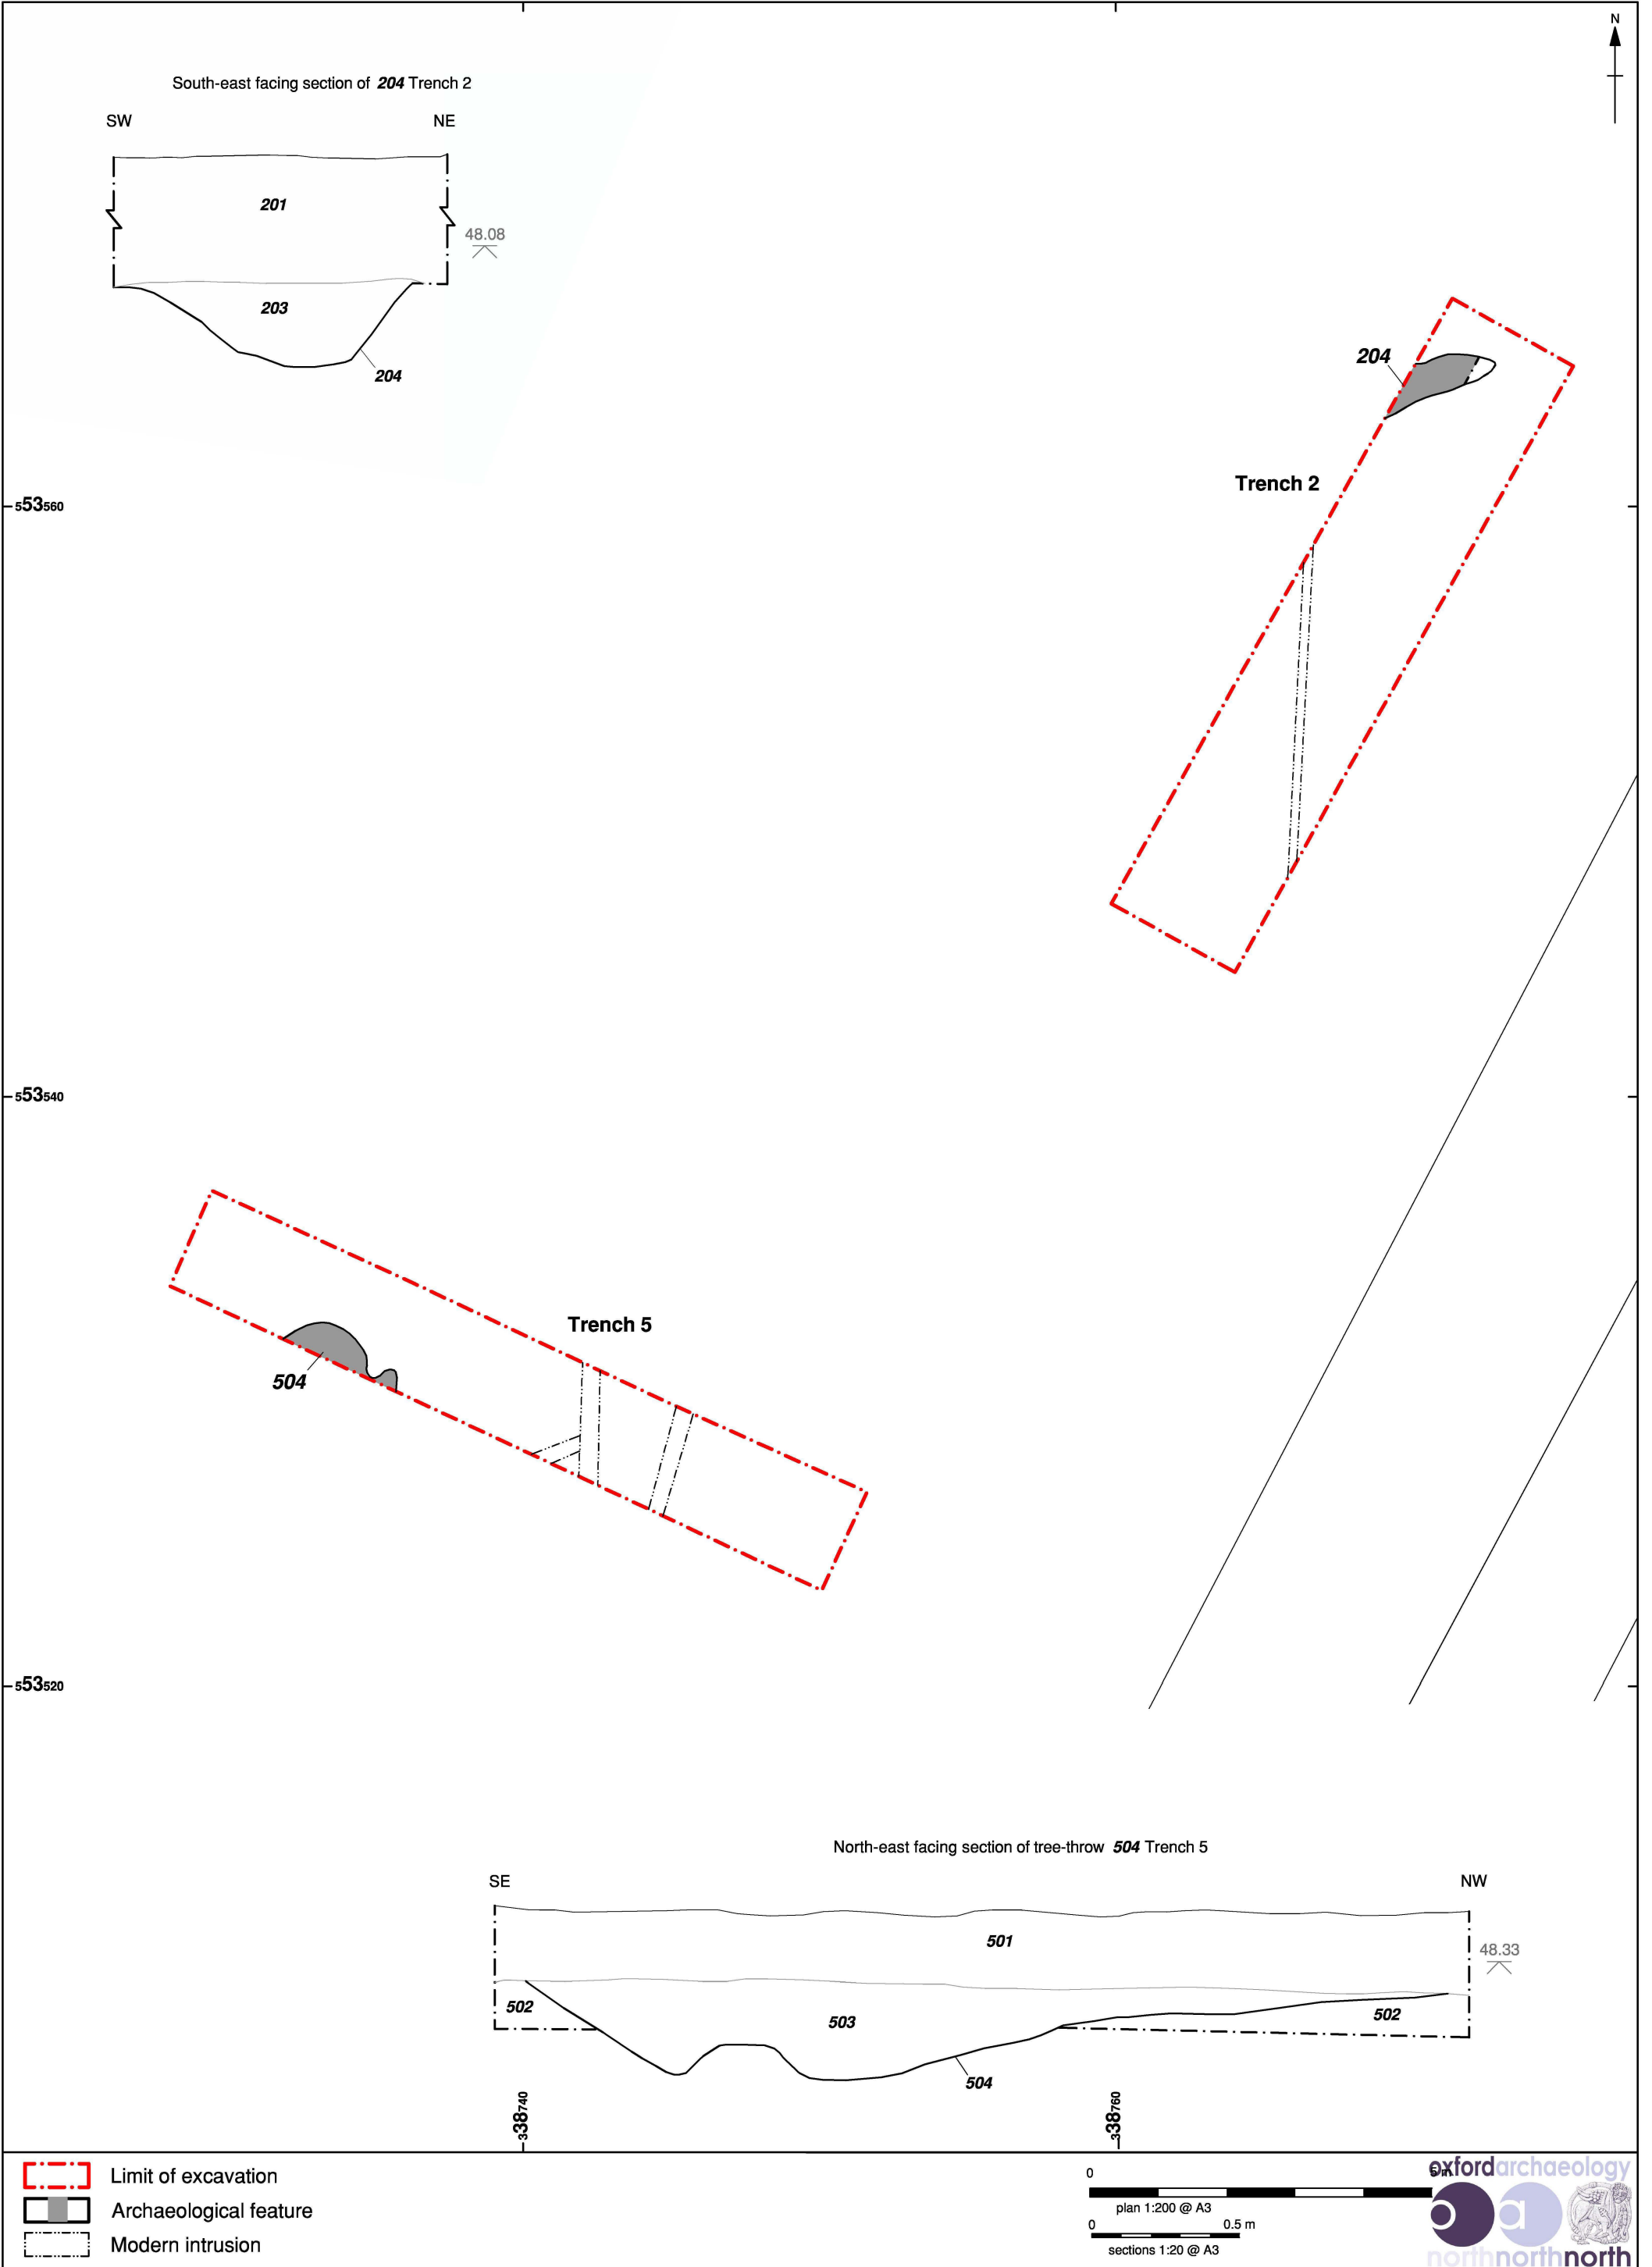 N
South-east facing section of 204 Trench 2
SW
NE
201
48.08
203
204
204
Trench 2
553560
553540
Trench 5
504
553520
North-east facing section of tree-throw 504 Trench 5
SE
NW
501
48.33
502
503
502
504
338740
338760
Limit of excavation
Archaeological feature
Modern intrusion
0
5 m
plan 1:200 @ A3
0
0.5 m
sections 1:20 @ A3
oxfordarchaeology
oa
northnorthnorth